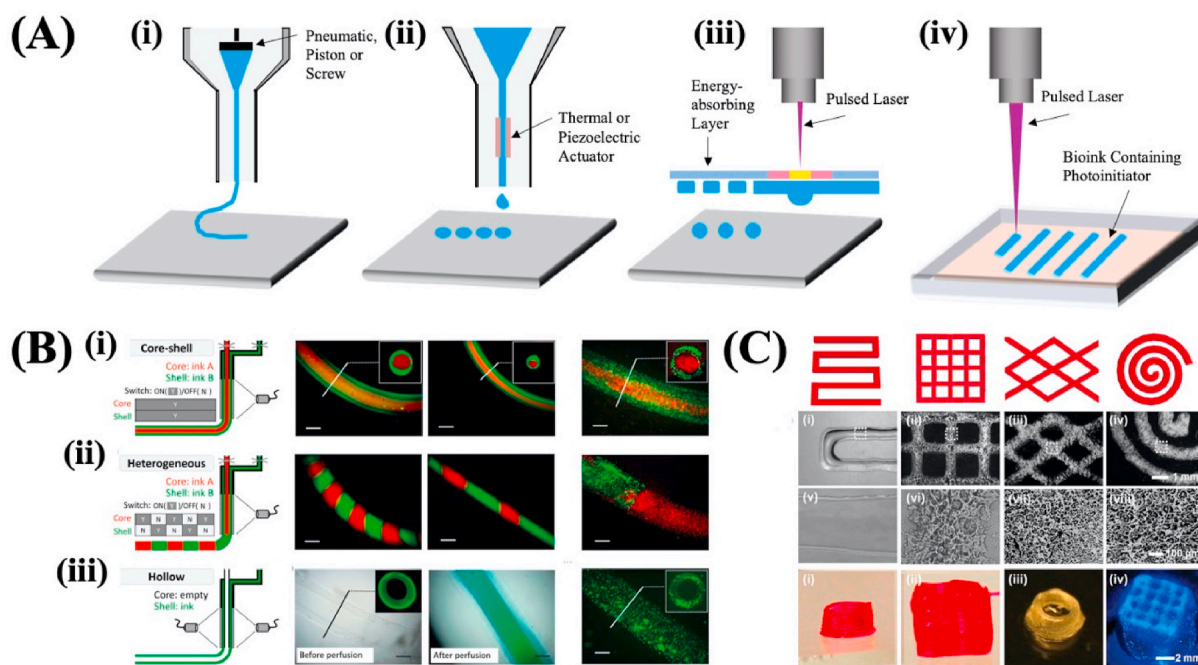 (A)
(i)
Pneumatic,
Piston or
Screw
(ii)
Thermal or
Piezoelectric
Actuator
(iii)
Energy-
absorbing
Layer
Pulsed Laser
(iv)
Pulsed Laser
Bioink Containing
Photoinitiator
(B)
(i)
Core-shell
Core: ink A
Shell: ink B
Switch: ON( Y )/OFF( N )
Core Y
Shell Y
(ii)
Heterogeneous
Core: ink A
Shell: ink B
Switch: ON( Y )/OFF( N )
Core Y N Y N Y
Shell N Y N Y N
(iii)
Hollow
Core: empty
Shell: ink
Before perfusion
After perfusion
(C)
(i) (ii) (iii) (iv)
1 mm
(v) (vi) (vii) (viii)
100 μm
(i) (ii) (iii) (iv)
2 mm